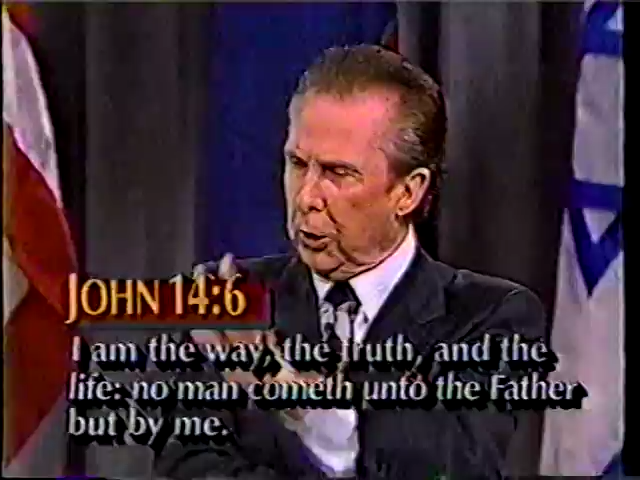 JOHN 14:6
I am the way, the truth, and the
life: no man cometh unto the Father
but by me.